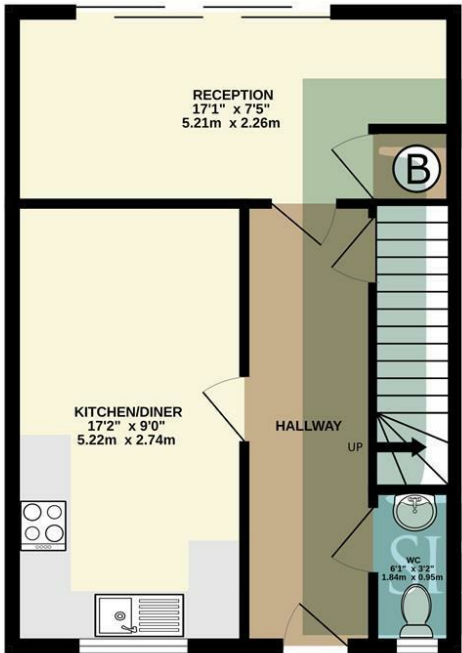 RECEPTION
17'1" x 7'5"
5.21m x 2.26m
B
KITCHEN/DINER
17'2" x 9'0"
5.22m x 2.74m
HALLWAY
UP
WC
6'1" x 3'2"
1.84m x 0.95m